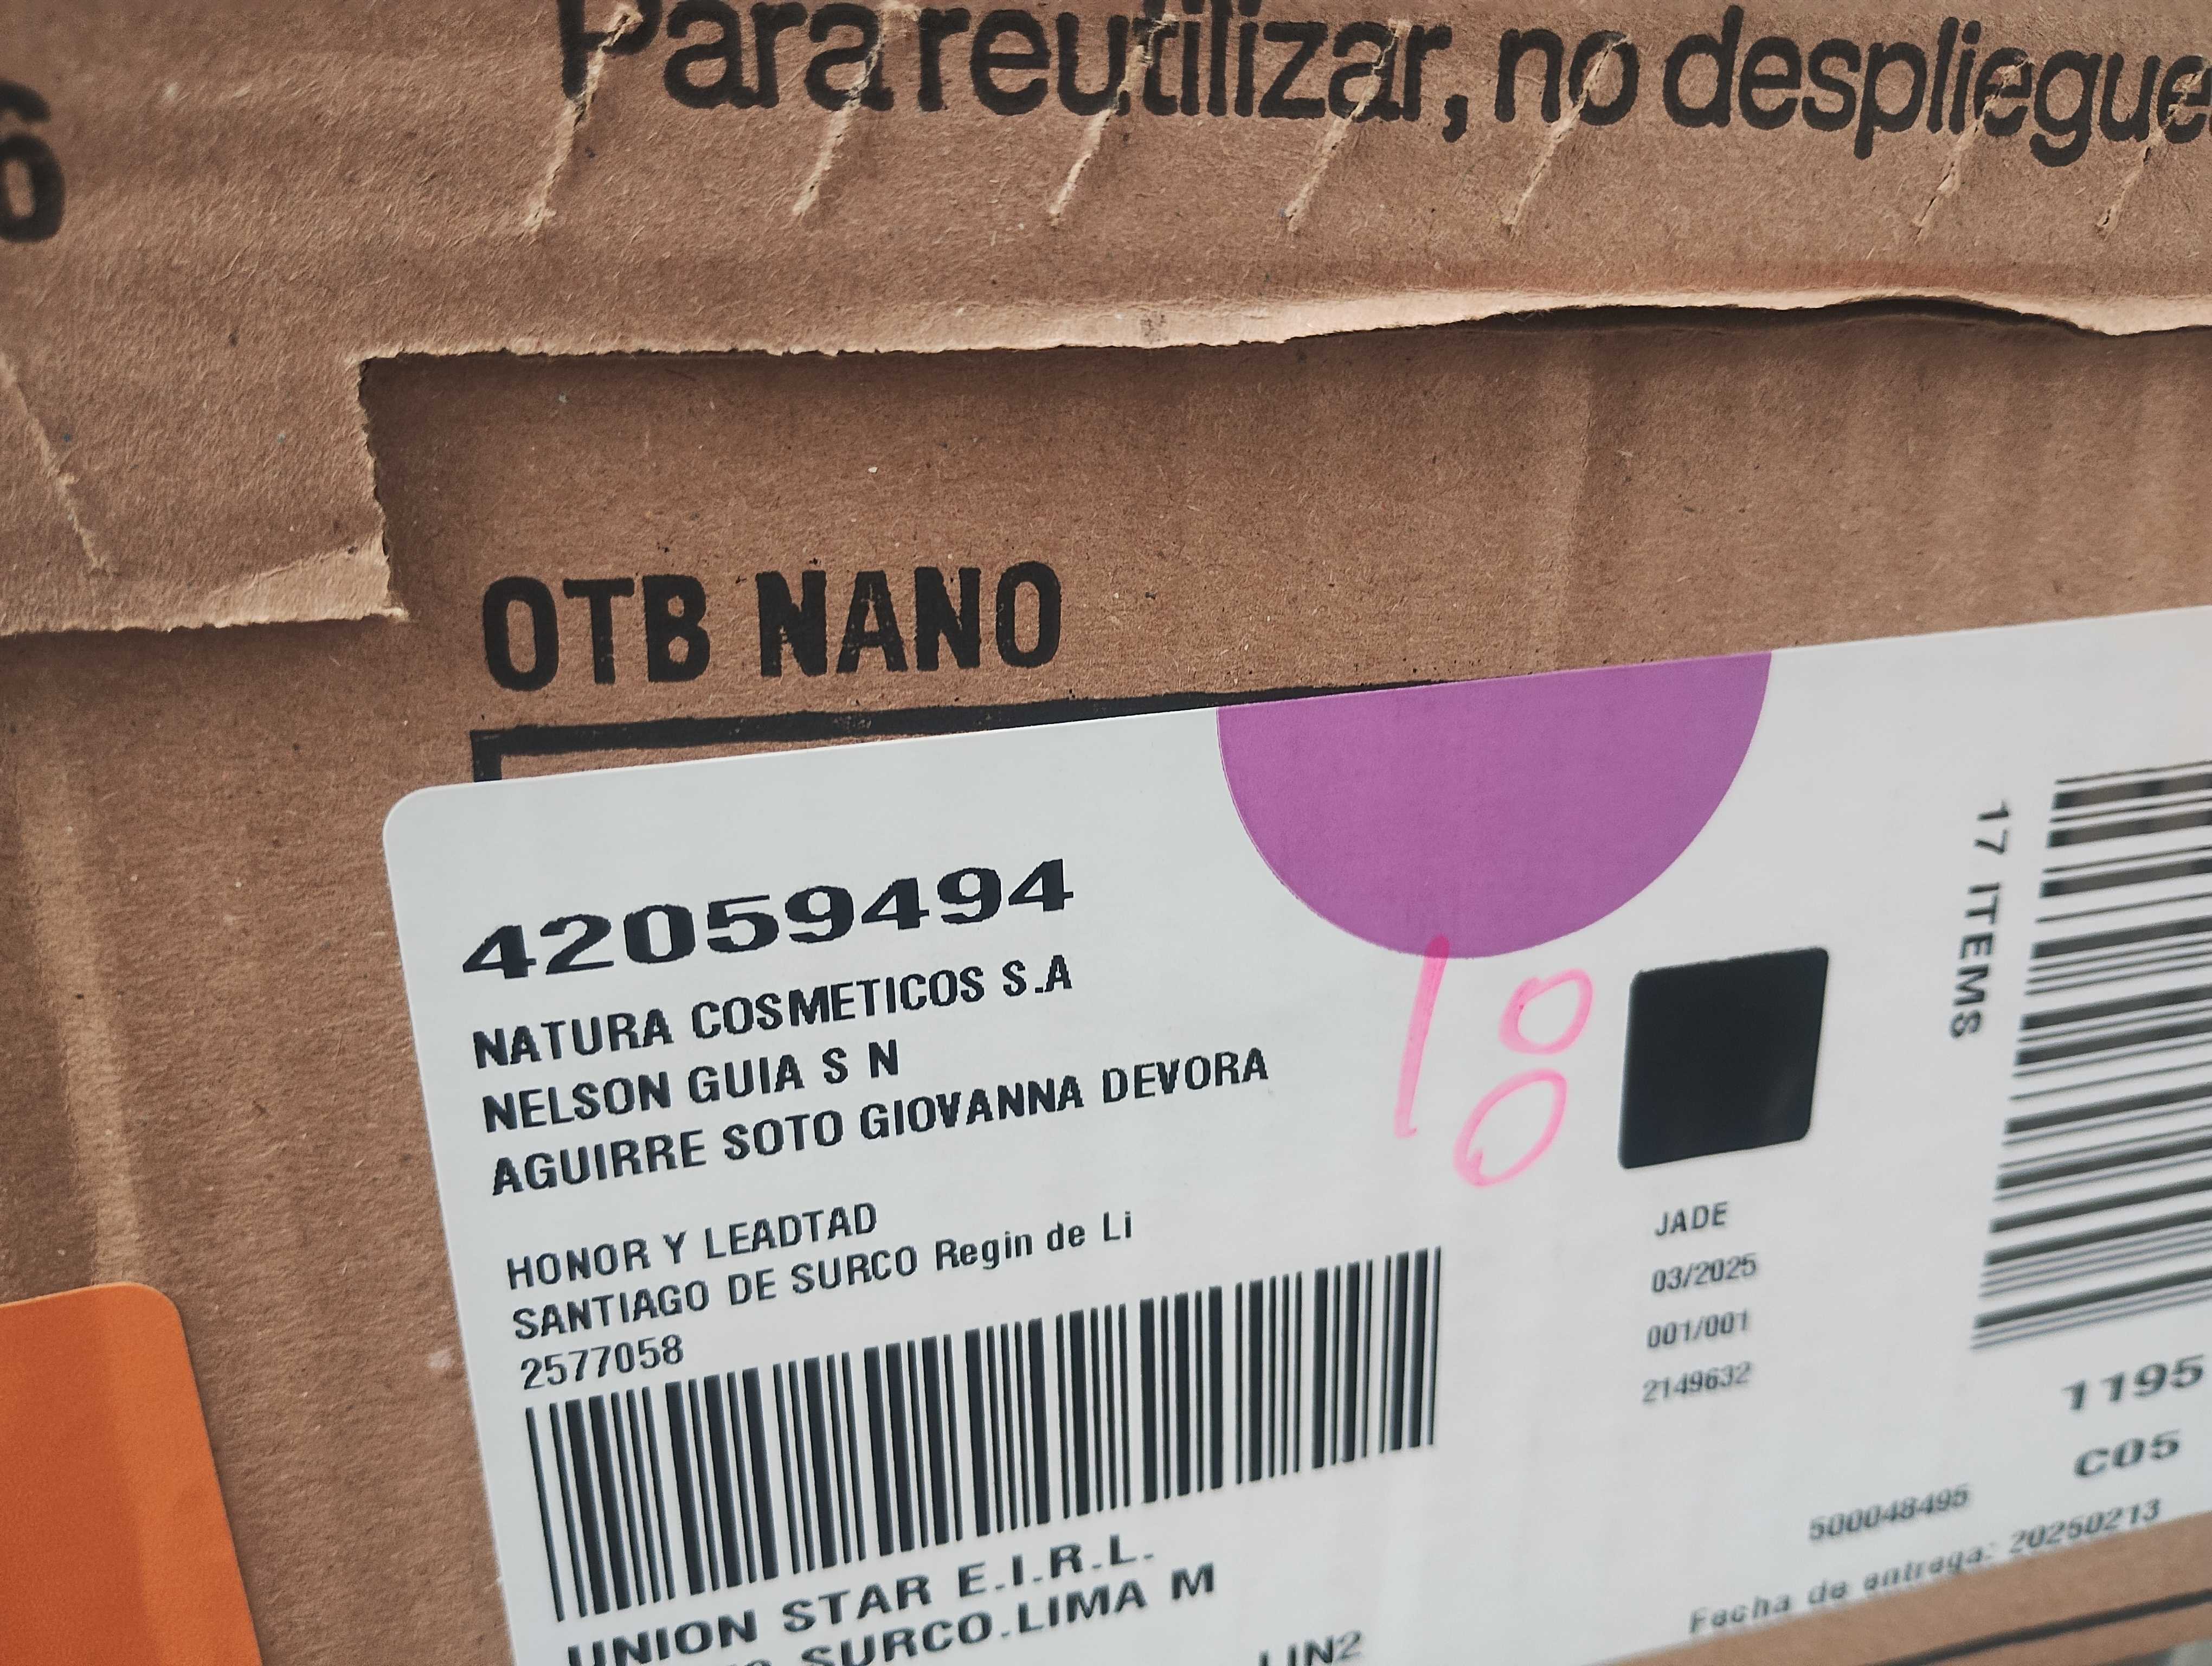 Para reutilizar, no despliegue
6
OTB NANO
42059494
NATURA COSMETICOS S.A
NELSON GUIA S N
AGUIRRE SOTO GIOVANNA DEVORA
HONOR Y LEADTAD
SANTIAGO DE SURCO Regin de Li
2577058
UNION STAR E.I.R.L.
SURCO.LIMA M
LIN2
10
0
JADE
03/2025
001/001
2149632
17 ITEMS
1195
C05
500048495
Fecha de entrega: 20250213